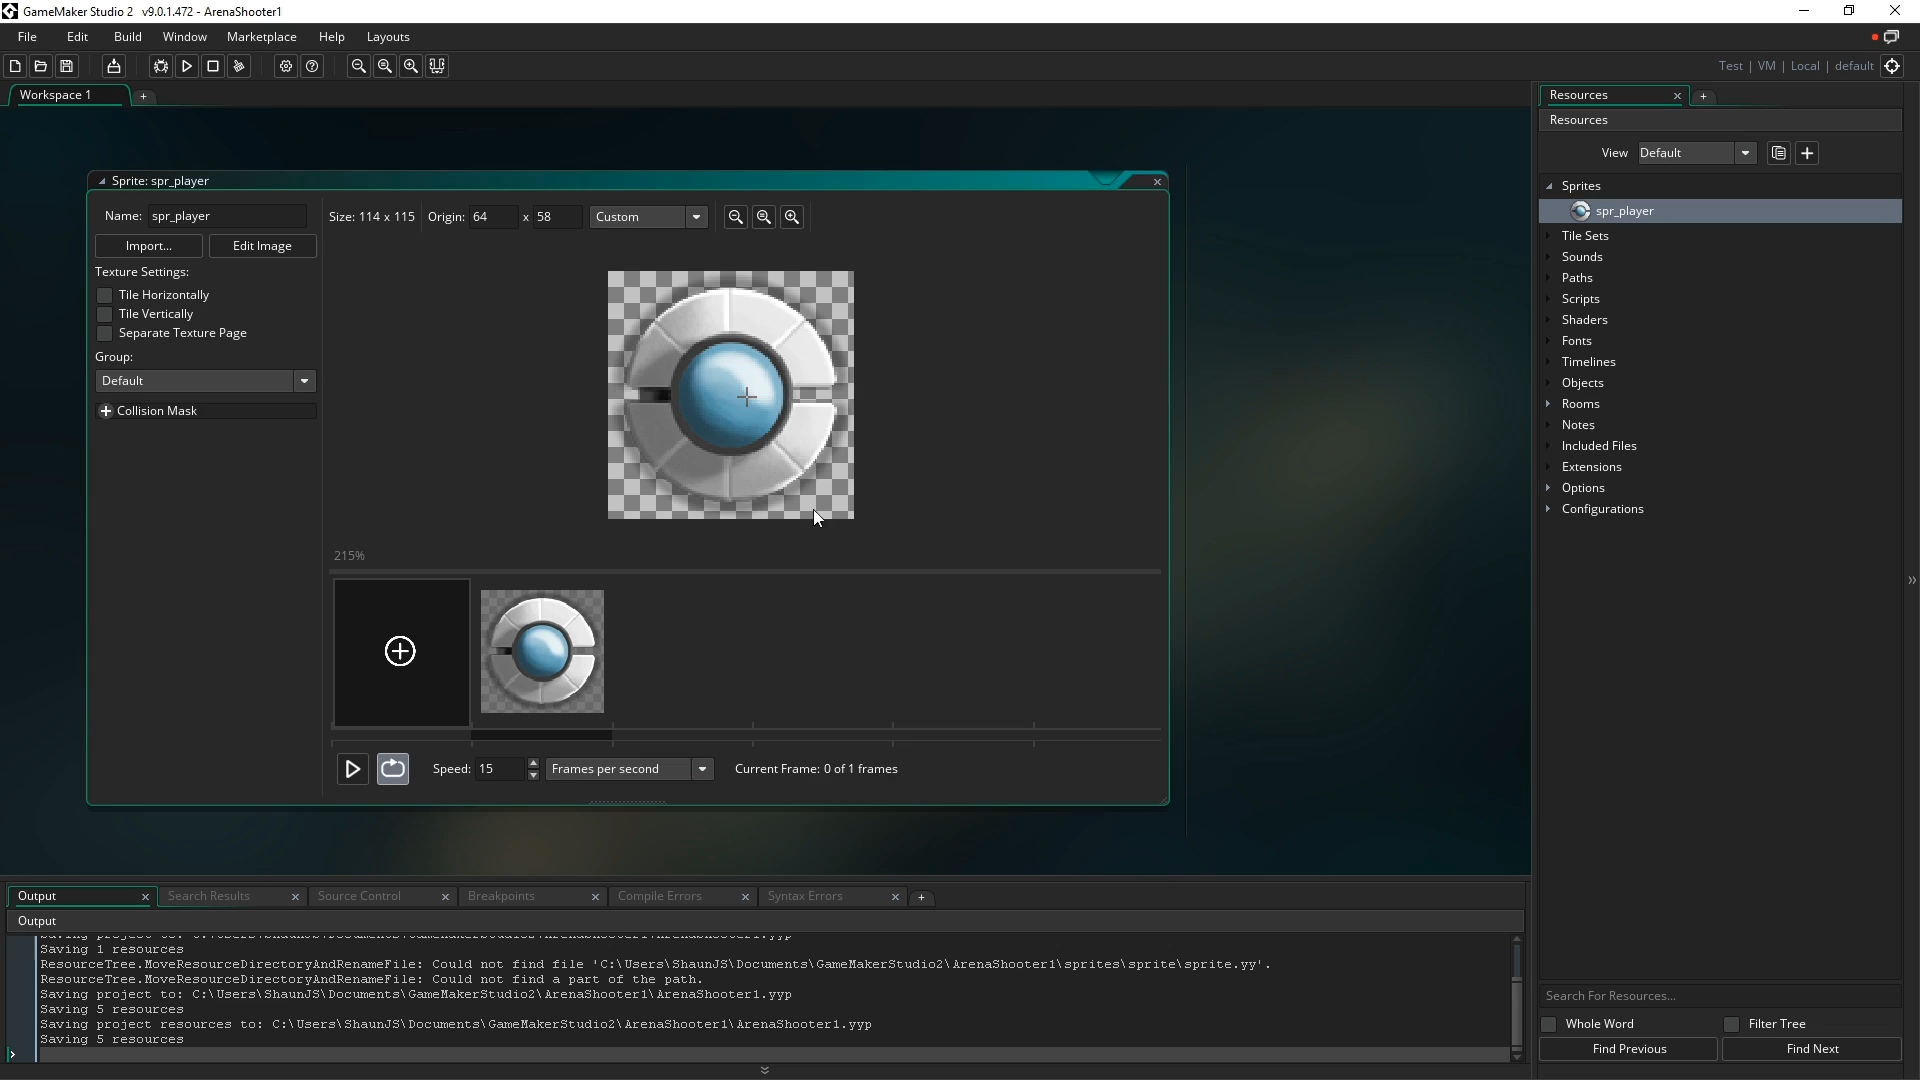 GameMaker Studio 2   v9.0.1.472 - ArenaShooter1
File Edit Build Window Marketplace Help Layouts
Test | VM | Local | default
Workspace 1
Resources
Resources
View Default
Sprites
spr_player
Tile Sets
Sounds
Paths
Scripts
Shaders
Fonts
Timelines
Objects
Rooms
Notes
Included Files
Extensions
Options
Configurations
Search For Resources...
Whole Word Filter Tree
Find Previous Find Next
Sprite: spr_player
Name: spr_player
Import... Edit Image
Texture Settings:
Tile Horizontally
Tile Vertically
Separate Texture Page
Group:
Default
Collision Mask
Size: 114 x 115 Origin: 64 x 58 Custom
215%
Speed: 15 Frames per second Current Frame: 0 of 1 frames
Output Search Results Source Control Breakpoints Compile Errors Syntax Errors
Output
Saving 1 resources
ResourceTree.MoveResourceDirectoryAndRenameFile: Could not find file 'C:\Users\ShaunJS\Documents\GameMakerStudio2\ArenaShooter1\sprites\sprite\sprite.yy'.
ResourceTree.MoveResourceDirectoryAndRenameFile: Could not find a part of the path.
Saving project to: C:\Users\ShaunJS\Documents\GameMakerStudio2\ArenaShooter1\ArenaShooter1.yyp
Saving 5 resources
Saving project resources to: C:\Users\ShaunJS\Documents\GameMakerStudio2\ArenaShooter1\ArenaShooter1.yyp
Saving 5 resources